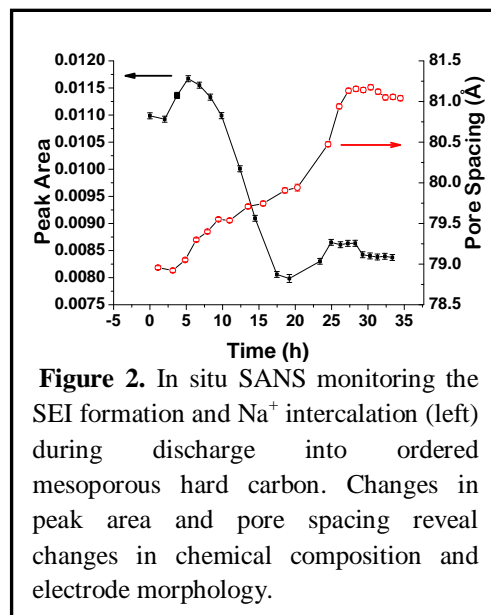 0.0120
0.0115
0.0110
0.0105
0.0100
0.0095
0.0090
0.0085
0.0080
0.0075
Peak Area
81.5
81.0
80.5
80.0
79.5
79.0
78.5
Pore Spacing (Å)
-5 0 5 10 15 20 25 30 35
Time (h)
Figure 2. In situ SANS monitoring the
SEI formation and Na⁺ intercalation (left)
during discharge into ordered
mesoporous hard carbon. Changes in
peak area and pore spacing reveal
changes in chemical composition and
electrode morphology.